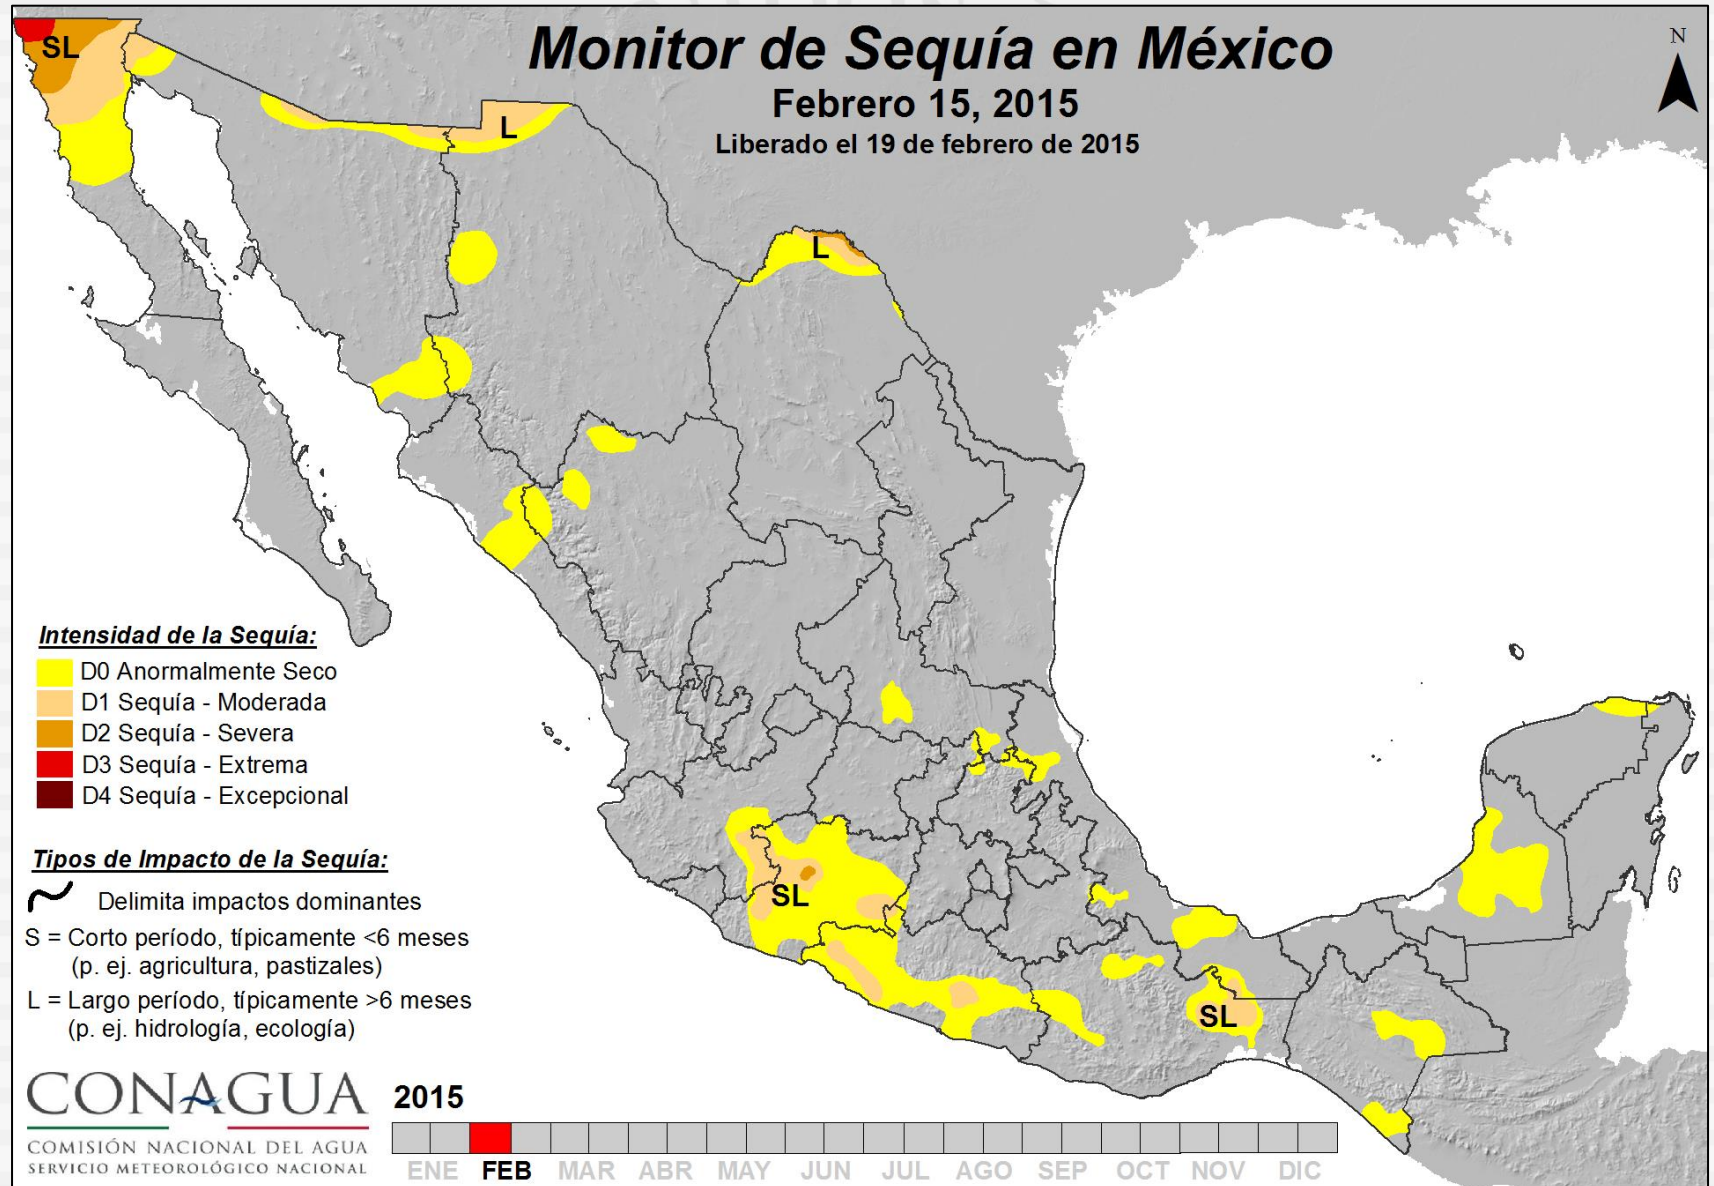 Monitor de Sequía en México
Febrero 15, 2015
Liberado el 19 de febrero de 2015
N
SL
L
L
Intensidad de la Sequía:
D0 Anormalmente Seco
D1 Sequía - Moderada
D2 Sequía - Severa
D3 Sequía - Extrema
D4 Sequía - Excepcional
Tipos de Impacto de la Sequía:
Delimita impactos dominantes
S = Corto período, típicamente <6 meses
(p. ej. agricultura, pastizales)
L = Largo período, típicamente >6 meses
(p. ej. hidrología, ecología)
SL
SL
CONAGUA
COMISIÓN NACIONAL DEL AGUA
SERVICIO METEOROLÓGICO NACIONAL
2015
ENE FEB MAR ABR MAY JUN JUL AGO SEP OCT NOV DIC